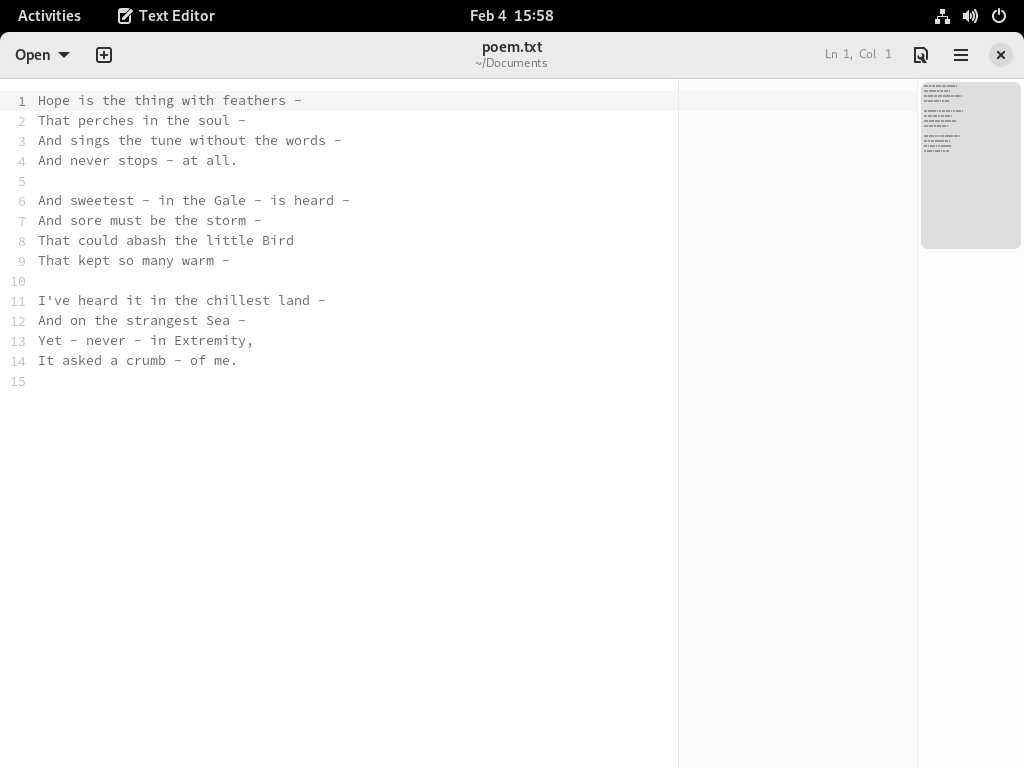 Activities
Text Editor
Feb 4 15:58
Open
poem.txt
~/Documents
Ln 1, Col 1
1 Hope is the thing with feathers –
2 That perches in the soul –
3 And sings the tune without the words –
4 And never stops – at all.
5
6 And sweetest – in the Gale – is heard –
7 And sore must be the storm –
8 That could abash the little Bird
9 That kept so many warm –
10
11 I've heard it in the chillest land –
12 And on the strangest Sea –
13 Yet – never – in Extremity,
14 It asked a crumb – of me.
15